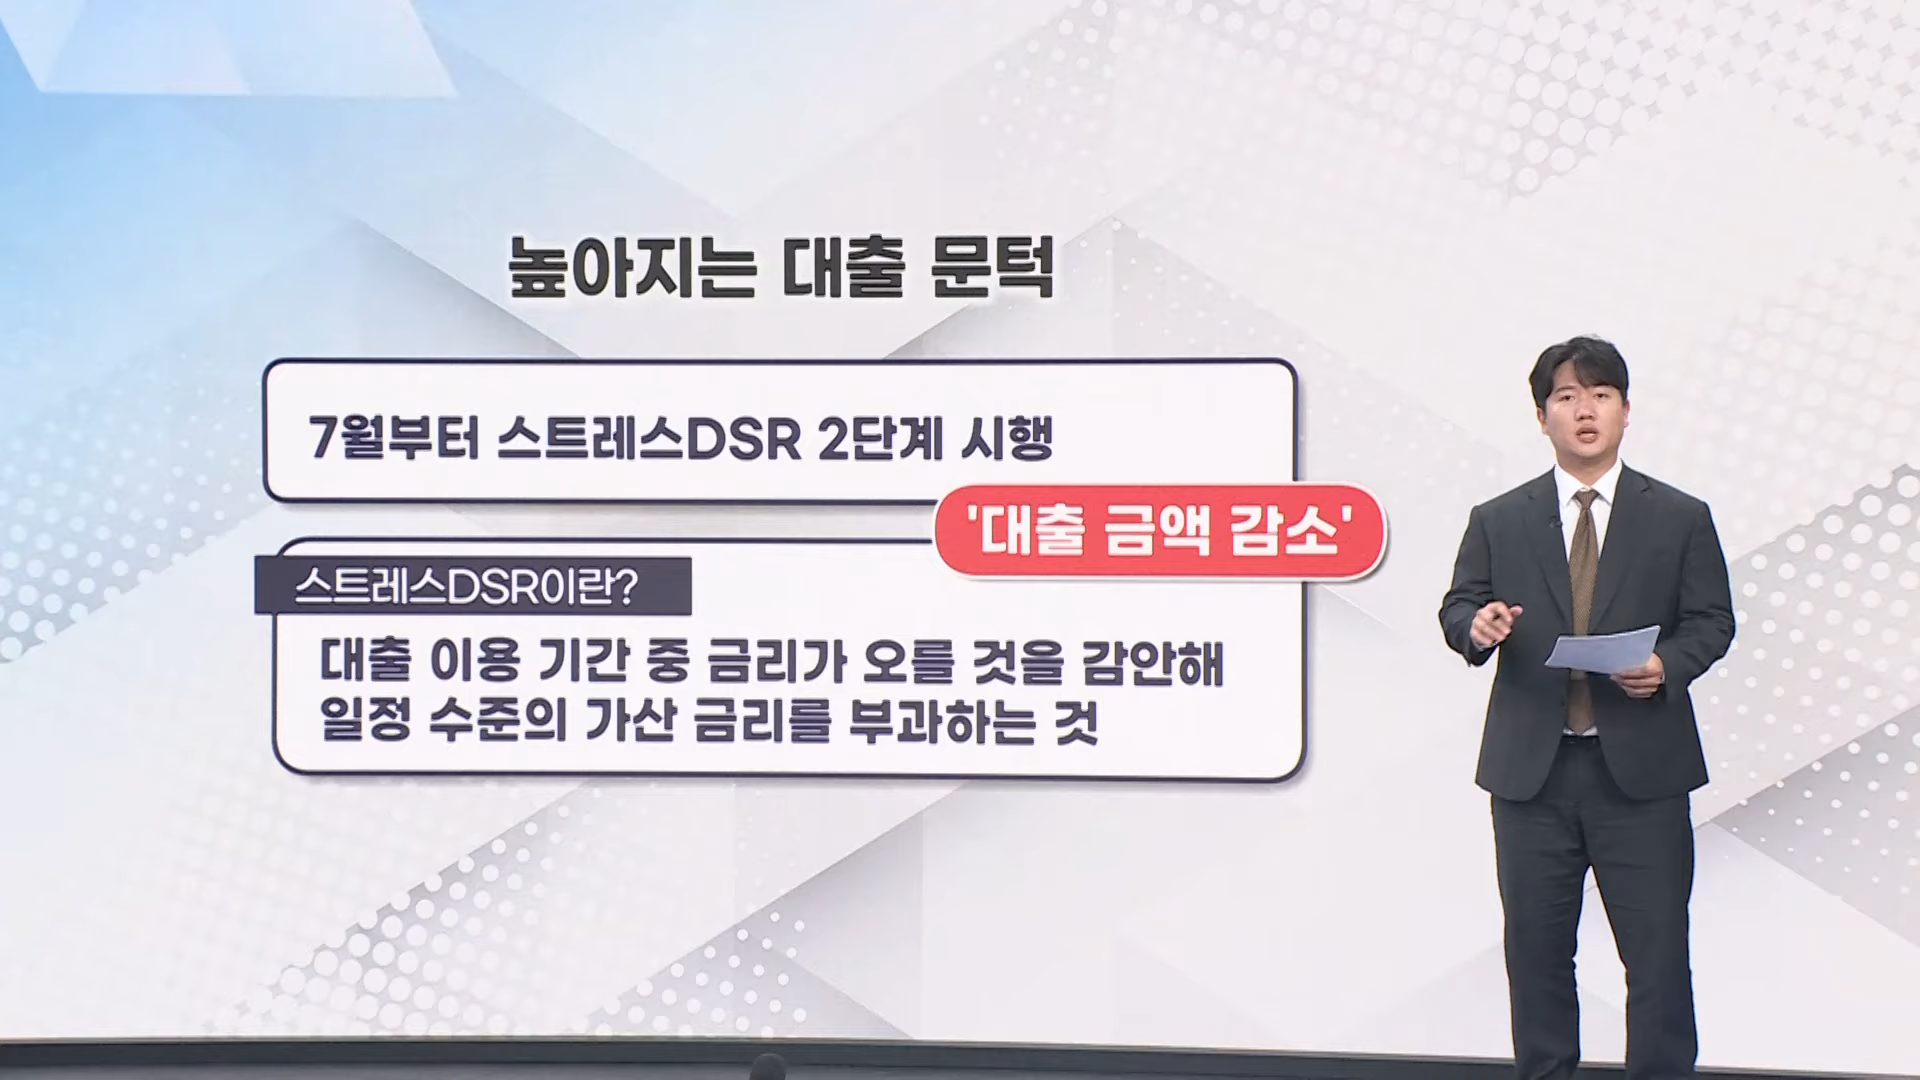 높아지는 대출 문턱
7월부터 스트레스DSR 2단계 시행
'대출 금액 감소'
스트레스DSR이란?
대출 이용 기간 중 금리가 오를 것을 감안해
일정 수준의 가산 금리를 부과하는 것